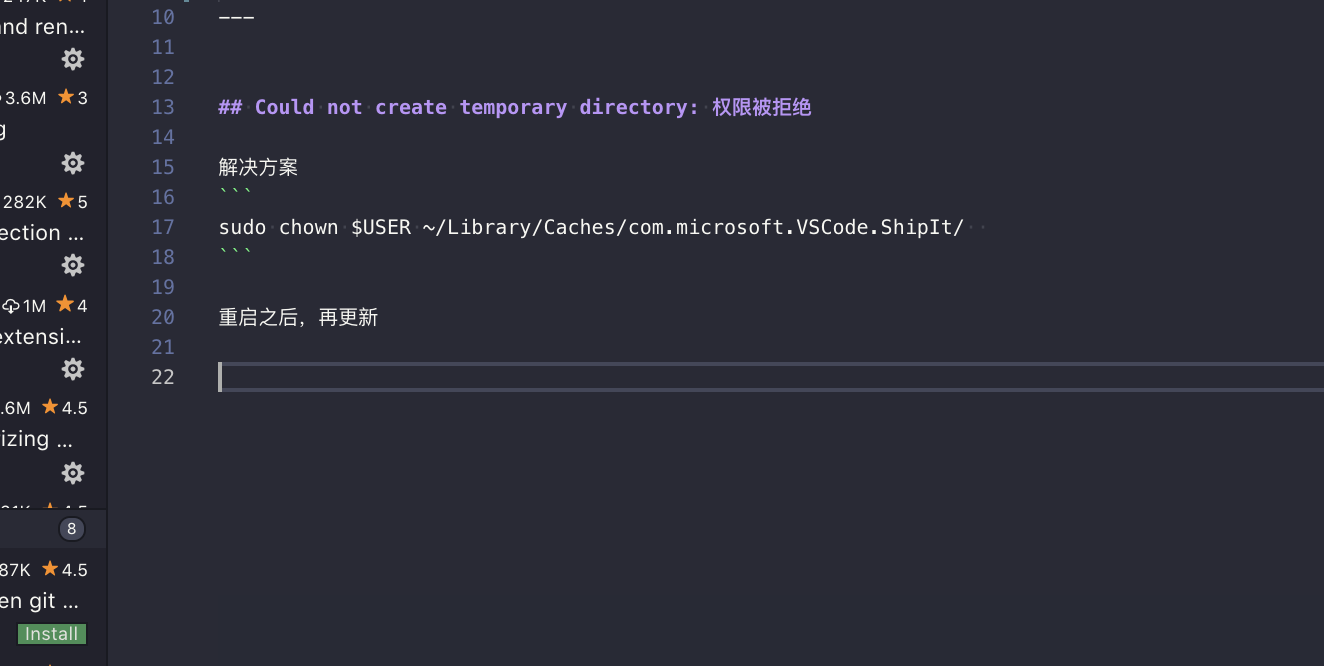 nd ren...
3.6M ★ 3
g
282K ★ 5
ection ...
1M ★ 4
extensi...
.6M ★ 4.5
izing ...
8
87K ★ 4.5
en git ...
Install
10 ---
11
12
13 ## Could not create temporary directory: 权限被拒绝
14
15 解决方案
16 ```
17 sudo chown $USER ~/Library/Caches/com.microsoft.VSCode.ShipIt/
18 ```
19
20 重启之后，再更新
21
22